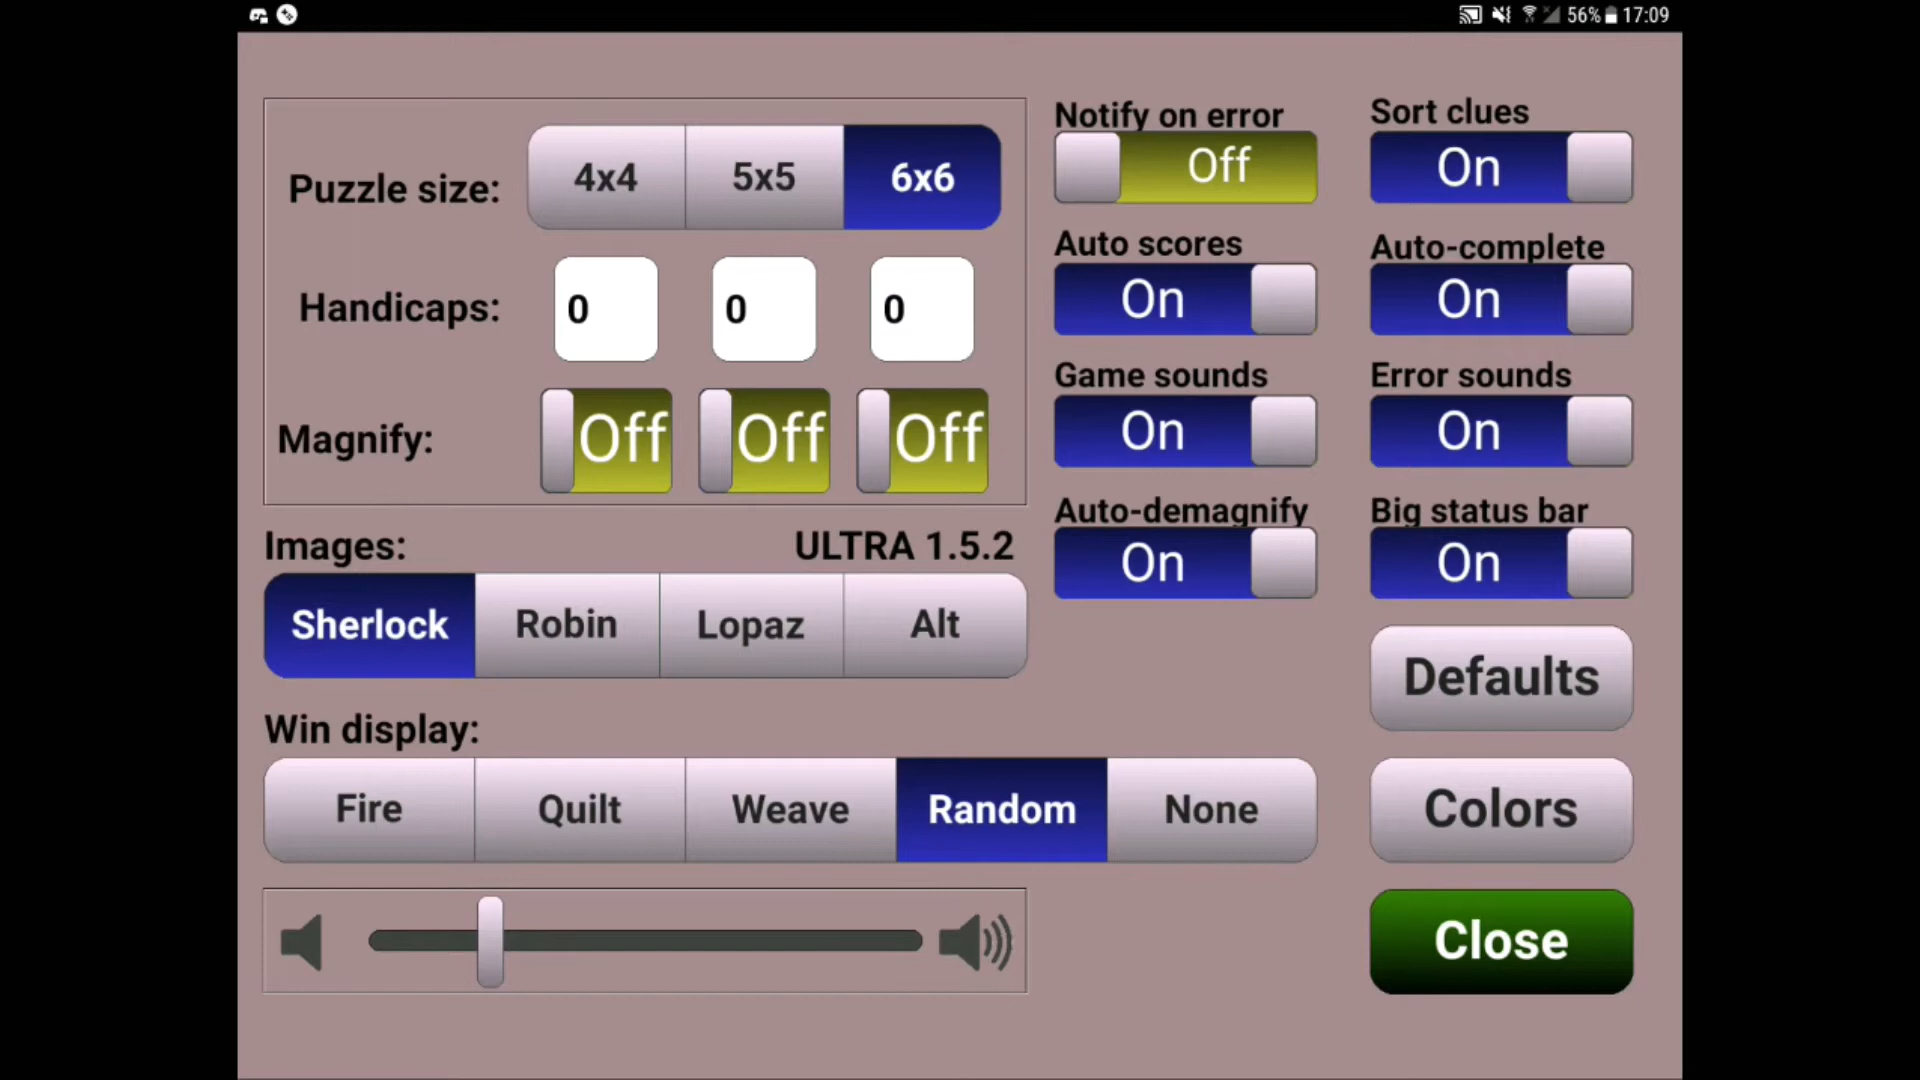 56% 17:09
Puzzle size: 4x4 5x5 6x6
Handicaps: 0 0 0
Magnify: Off Off Off
Images: ULTRA 1.5.2
Sherlock Robin Lopaz Alt
Win display:
Fire Quilt Weave Random None
Notify on error
Off
Sort clues
On
Auto scores
On
Auto-complete
On
Game sounds
On
Error sounds
On
Auto-demagnify
On
Big status bar
On
Defaults
Colors
Close